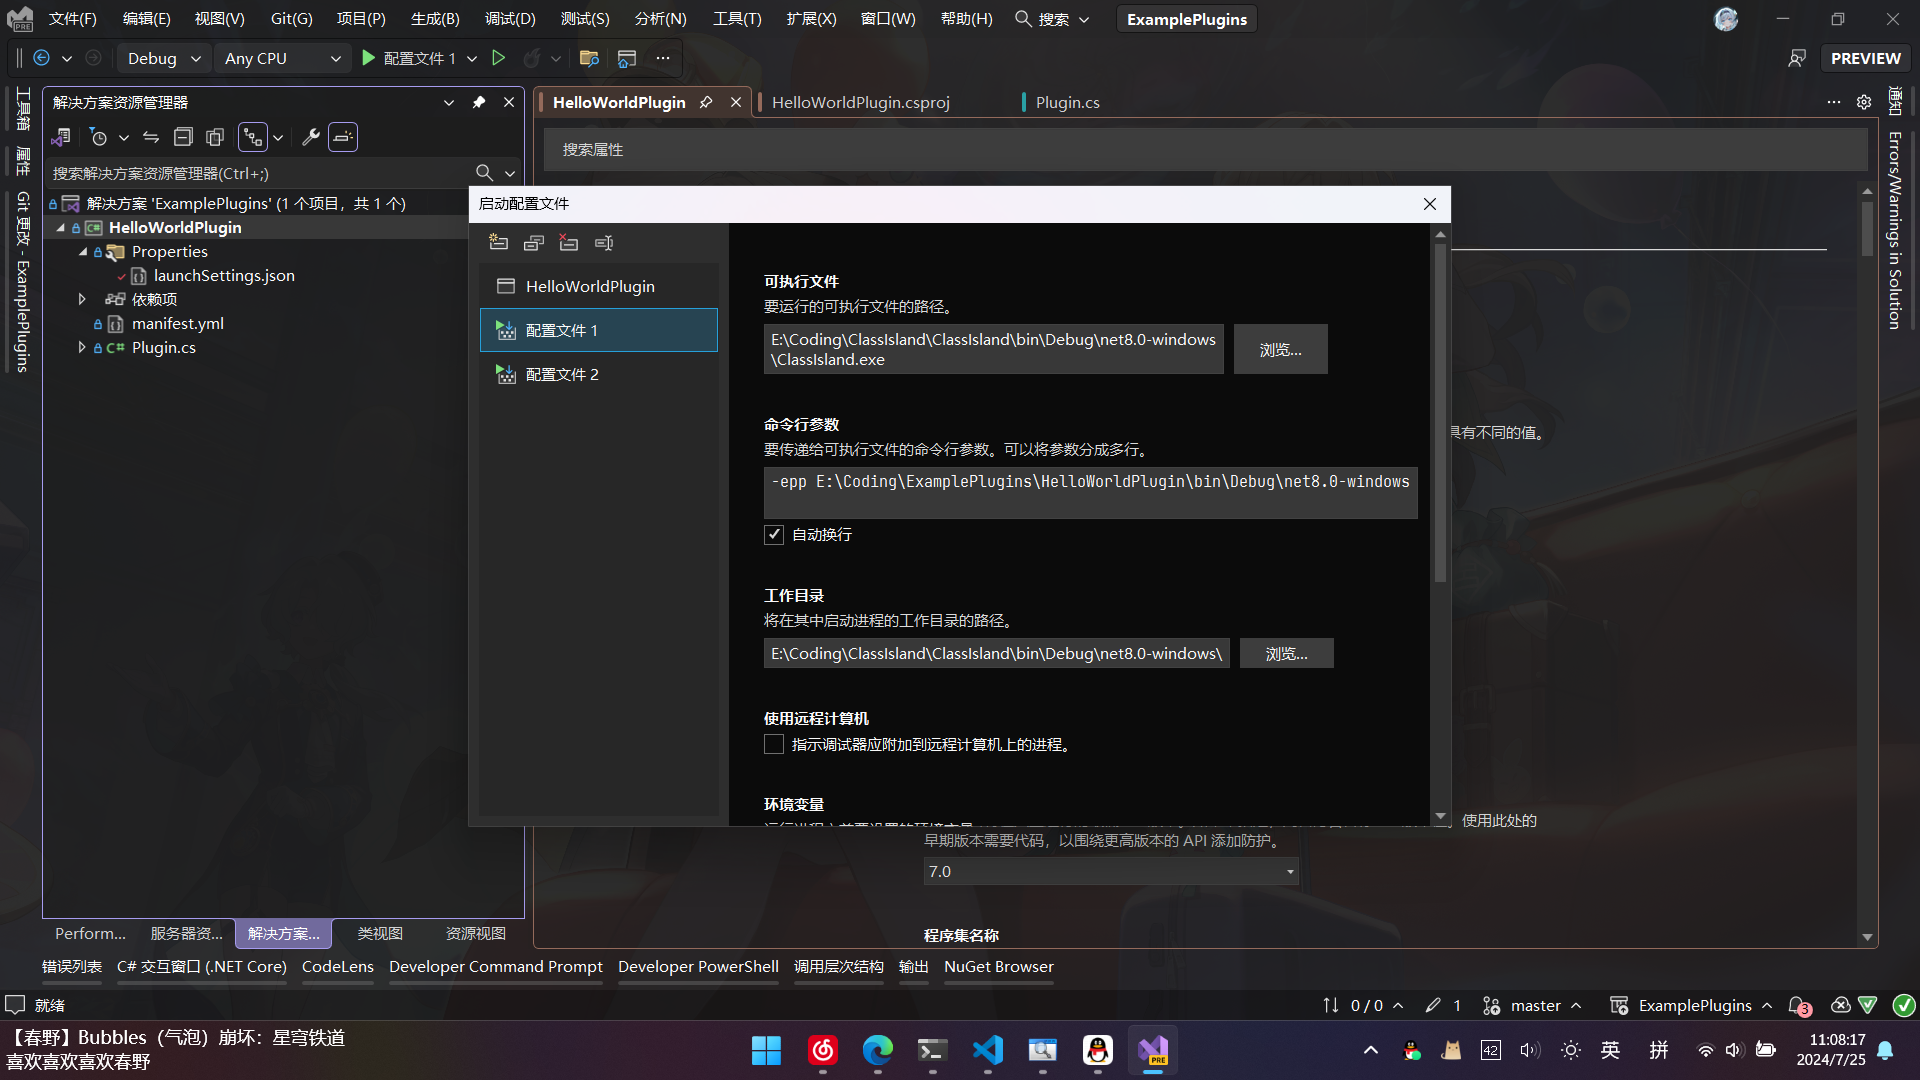 文件(F) 编辑(E) 视图(V) Git(G) 项目(P) 生成(B) 调试(D) 测试(S) 分析(N) 工具(T) 扩展(X) 窗口(W) 帮助(H) 搜索 ExamplePlugins
Debug Any CPU 配置文件 1 PREVIEW
工具箱
属性
Git 更改 - ExamplePlugins
解决方案资源管理器
搜索解决方案资源管理器(Ctrl+;)
解决方案 'ExamplePlugins' (1 个项目，共 1 个)
HelloWorldPlugin
Properties
launchSettings.json
依赖项
manifest.yml
C# Plugin.cs
HelloWorldPlugin HelloWorldPlugin.csproj Plugin.cs
搜索属性
启动配置文件
HelloWorldPlugin
配置文件 1
配置文件 2
可执行文件
要运行的可执行文件的路径。
E:\Coding\ClassIsland\ClassIsland\bin\Debug\net8.0-windows
\ClassIsland.exe
浏览...
命令行参数
要传递给可执行文件的命令行参数。可以将参数分成多行。
-epp E:\Coding\ExamplePlugins\HelloWorldPlugin\bin\Debug\net8.0-windows
自动换行
工作目录
将在其中启动进程的工作目录的路径。
E:\Coding\ClassIsland\ClassIsland\bin\Debug\net8.0-windows\
浏览...
使用远程计算机
指示调试器应附加到远程计算机上的进程。
环境变量
具有不同的值。
使用此处的
早期版本需要代码，以围绕更高版本的 API 添加防护。
7.0
程序集名称
通知
Errors/Warnings in Solution
Perform... 服务器资... 解决方案... 类视图 资源视图
错误列表 C# 交互窗口 (.NET Core) CodeLens Developer Command Prompt Developer PowerShell 调用层次结构 输出 NuGet Browser
就绪 0 / 0 1 master ExamplePlugins 3
【春野】Bubbles（气泡）崩坏：星穹铁道
喜欢喜欢喜欢春野
PRE
42 英 拼
11:08:17
2024/7/25